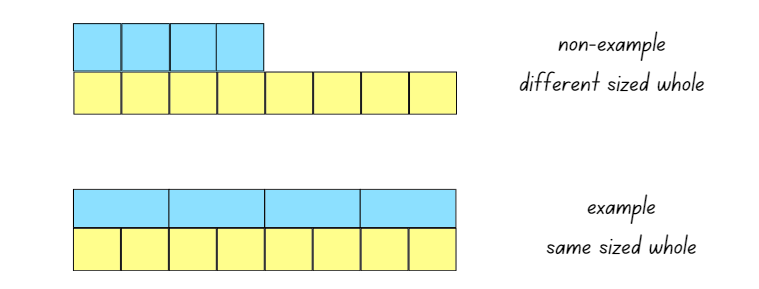 non-example
different sized whole
example
same sized whole